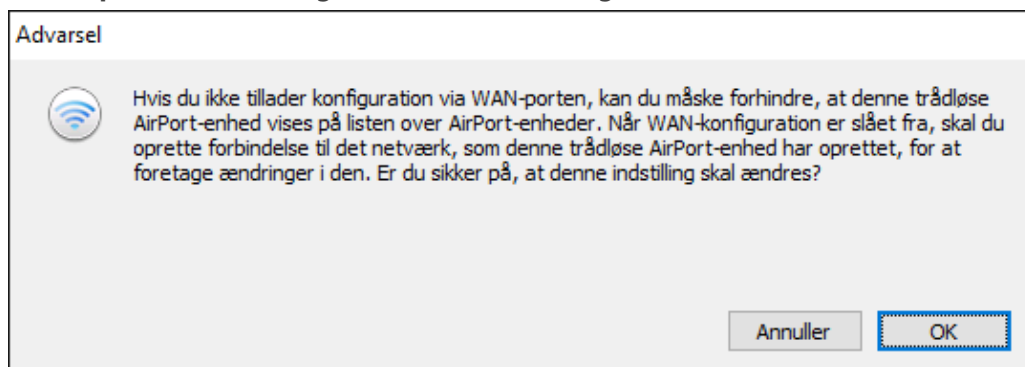 Advarsel
Hvis du ikke tillader konfiguration via WAN-porten, kan du måske forhindre, at denne trådløse
AirPort-enhed vises på listen over AirPort-enheder. Når WAN-konfiguration er slået fra, skal du
oprette forbindelse til det netværk, som denne trådløse AirPort-enhed har oprettet, for at
foretage ændringer i den. Er du sikker på, at denne indstilling skal ændres?
Annuller
OK